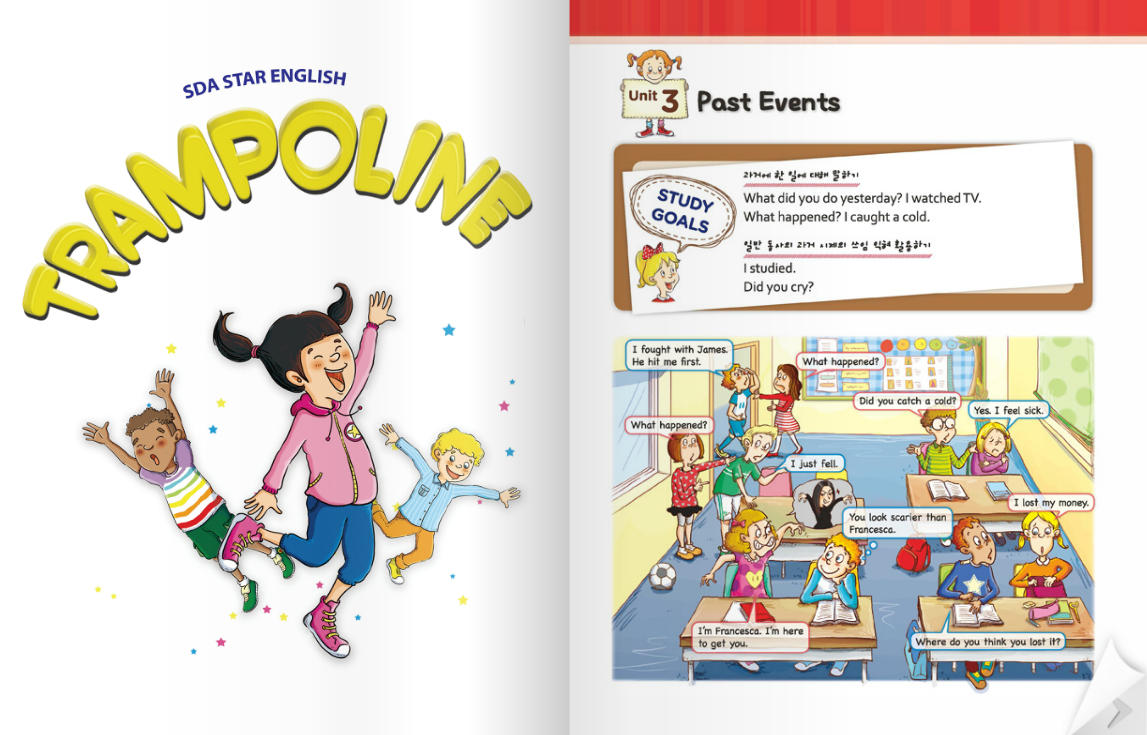 SDA STAR ENGLISH
TRAMPOLINE
Unit 3
Past Events
STUDY
GOALS
과거에 한 일에 대해 말하기
What did you do yesterday? I watched TV.
What happened? I caught a cold.
일반 동사의 과거 시제의 쓰임 익혀 활용하기
I studied.
Did you cry?
I fought with James.
He hit me first.
What happened?
Did you catch a cold?
Yes. I feel sick.
What happened?
I just fell.
I lost my money.
You look scarier than
Francesca.
I'm Francesca. I'm here
to get you.
Where do you think you lost it?